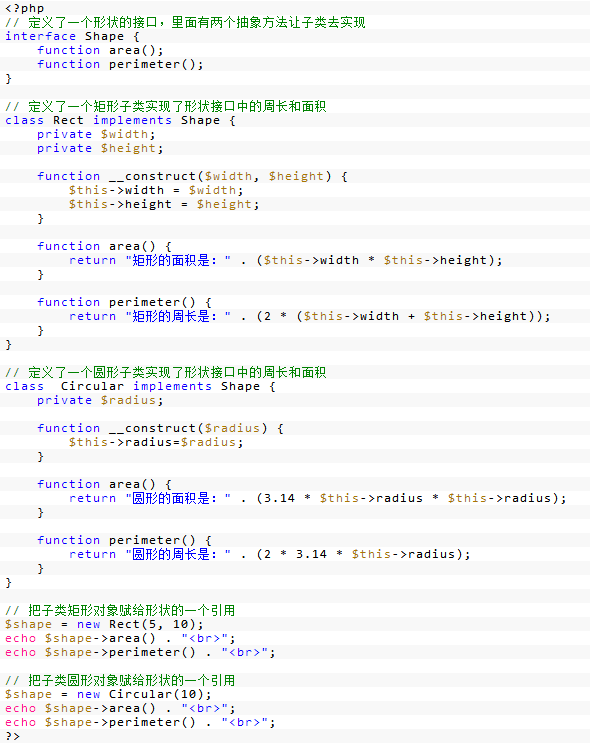 <?php
// 定义了一个形状的接口，里面有两个抽象方法让子类去实现
interface Shape {
    function area();
    function perimeter();
}

// 定义了一个矩形子类实现了形状接口中的周长和面积
class Rect implements Shape {
    private $width;
    private $height;

    function __construct($width, $height) {
        $this->width = $width;
        $this->height = $height;
    }

    function area() {
        return "矩形的面积是：" . ($this->width * $this->height);
    }

    function perimeter() {
        return "矩形的周长是：" . (2 * ($this->width + $this->height));
    }
}

// 定义了一个圆形子类实现了形状接口中的周长和面积
class  Circular implements Shape {
    private $radius;

    function __construct($radius) {
        $this->radius=$radius;
    }

    function area() {
        return "圆形的面积是：" . (3.14 * $this->radius * $this->radius);
    }

    function perimeter() {
        return "圆形的周长是：" . (2 * 3.14 * $this->radius);
    }
}

// 把子类矩形对象赋给形状的一个引用
$shape = new Rect(5, 10);
echo $shape->area() . "<br>";
echo $shape->perimeter() . "<br>";

// 把子类圆形对象赋给形状的一个引用
$shape = new Circular(10);
echo $shape->area() . "<br>";
echo $shape->perimeter() . "<br>";
?>